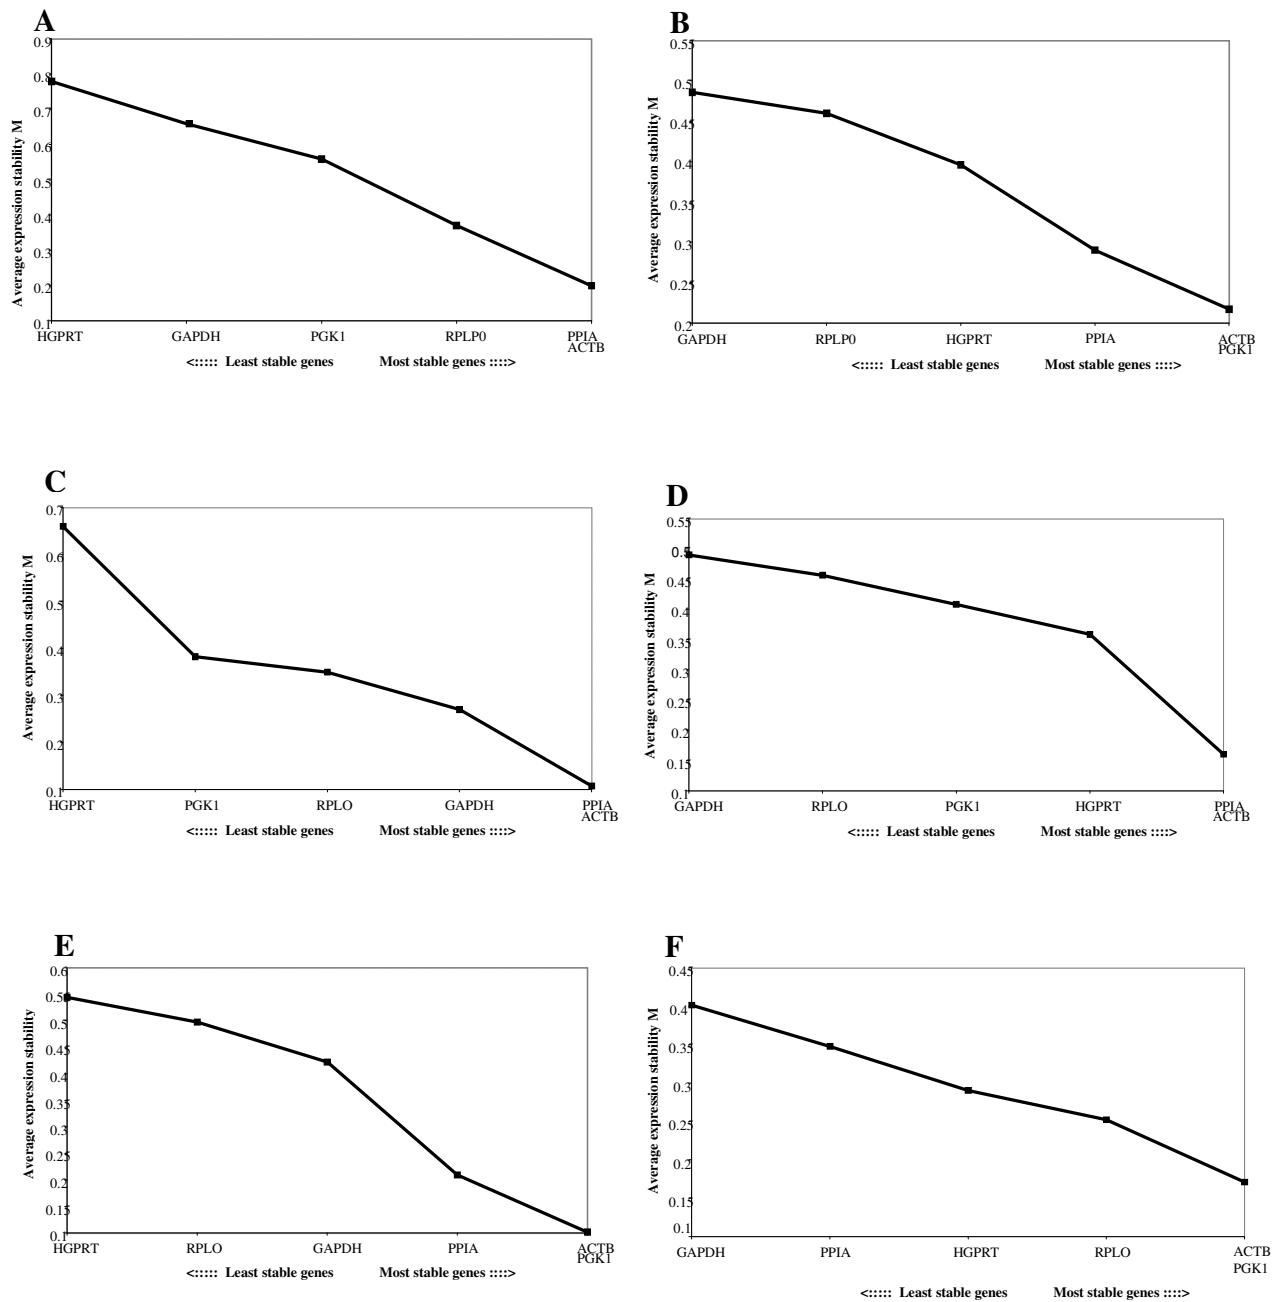 A
Average expression stability M
0.9
0.8
0.7
0.6
0.5
0.4
0.3
0.2
0.1
HGPRT GAPDH PGK1 RPLP0 PPIA
ACTB
<::::: Least stable genes Most stable genes ::::>
B
Average expression stability M
0.55
0.5
0.45
0.4
0.35
0.3
0.25
0.2
GAPDH RPLP0 HGPRT PPIA ACTB
PGK1
<::::: Least stable genes Most stable genes ::::>
C
Average expression stability M
0.7
0.6
0.5
0.4
0.3
0.2
0.1
HGPRT PGK1 RPLO GAPDH PPIA
ACTB
<::::: Least stable genes Most stable genes ::::>
D
Average expression stability M
0.55
0.5
0.45
0.4
0.35
0.3
0.25
0.2
0.15
0.1
GAPDH RPLO PGK1 HGPRT PPIA
ACTB
<::::: Least stable genes Most stable genes ::::>
E
Average expression stability
0.6
0.5
0.5
0.45
0.4
0.35
0.3
0.25
0.2
0.15
0.1
HGPRT RPLO GAPDH PPIA ACTB
PGK1
<::::: Least stable genes Most stable genes ::::>
F
Average expression stability M
0.45
0.4
0.35
0.3
0.25
0.2
0.15
0.1
GAPDH PPIA HGPRT RPLO ACTB
PGK1
<::::: Least stable genes Most stable genes ::::>